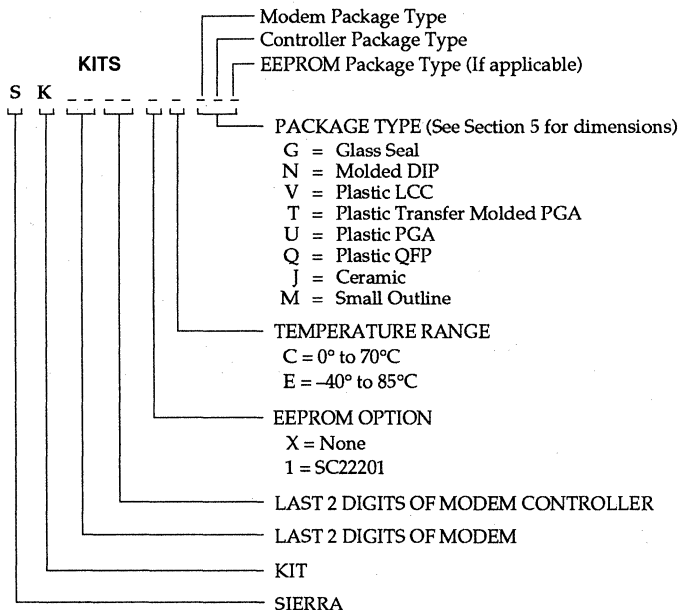 Modem Package Type
Controller Package Type
KITS
EEPROM Package Type (If applicable)
S K _ _ _ _ _ _ _ _ _
PACKAGE TYPE (See Section 5 for dimensions)
G = Glass Seal
N = Molded DIP
V = Plastic LCC
T = Plastic Transfer Molded PGA
U = Plastic PGA
Q = Plastic QFP
J = Ceramic
M = Small Outline
TEMPERATURE RANGE
C = 0° to 70°C
E = –40° to 85°C
EEPROM OPTION
X = None
1 = SC22201
LAST 2 DIGITS OF MODEM CONTROLLER
LAST 2 DIGITS OF MODEM
KIT
SIERRA